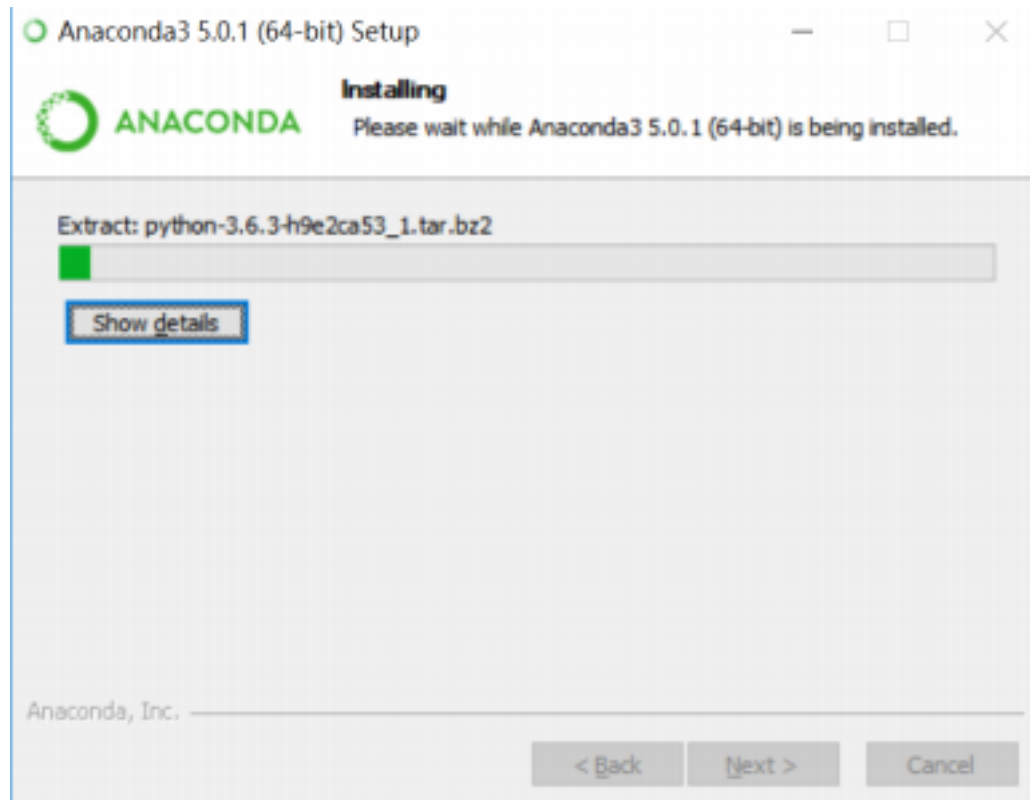 Anaconda3 5.0.1 (64-bit) Setup
ANACONDA
Installing
Please wait while Anaconda3 5.0.1 (64-bit) is being installed.
Extract: python-3.6.3-h9e2ca53_1.tar.bz2
Show details
Anaconda, Inc.
< Back
Next >
Cancel